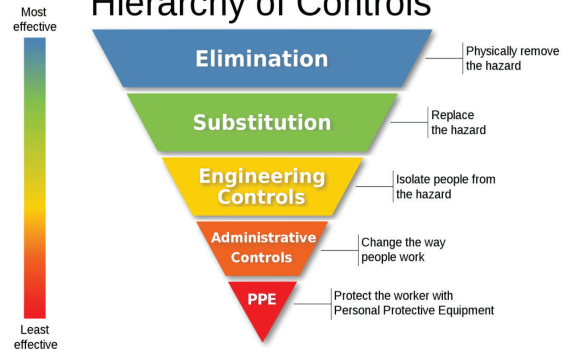 Hierarchy of Controls
Most
effective
Elimination
Physically remove
the hazard
Substitution
Replace
the hazard
Engineering
Controls
Isolate people from
the hazard
Administrative
Controls
Change the way
people work
PPE
Protect the worker with
Personal Protective Equipment
Least
effective